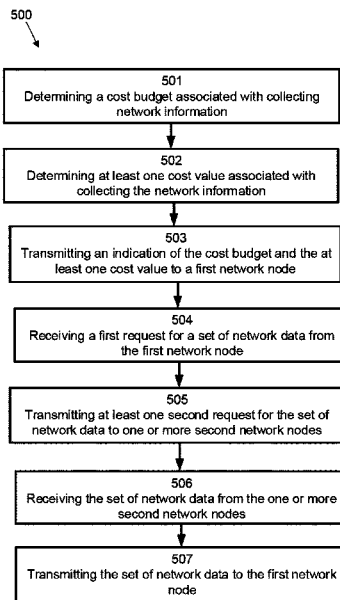 500
501
Determining a cost budget associated with collecting
network information
502
Determining at least one cost value associated with
collecting the network information
503
Transmitting an indication of the cost budget and the at
least one cost value to a first network node
504
Receiving a first request for a set of network data from
the first network node
505
Transmitting at least one second request for the set of
network data to one or more second network nodes
506
Receiving the set of network data from the one or more
second network nodes
507
Transmitting the set of network data to the first network
node